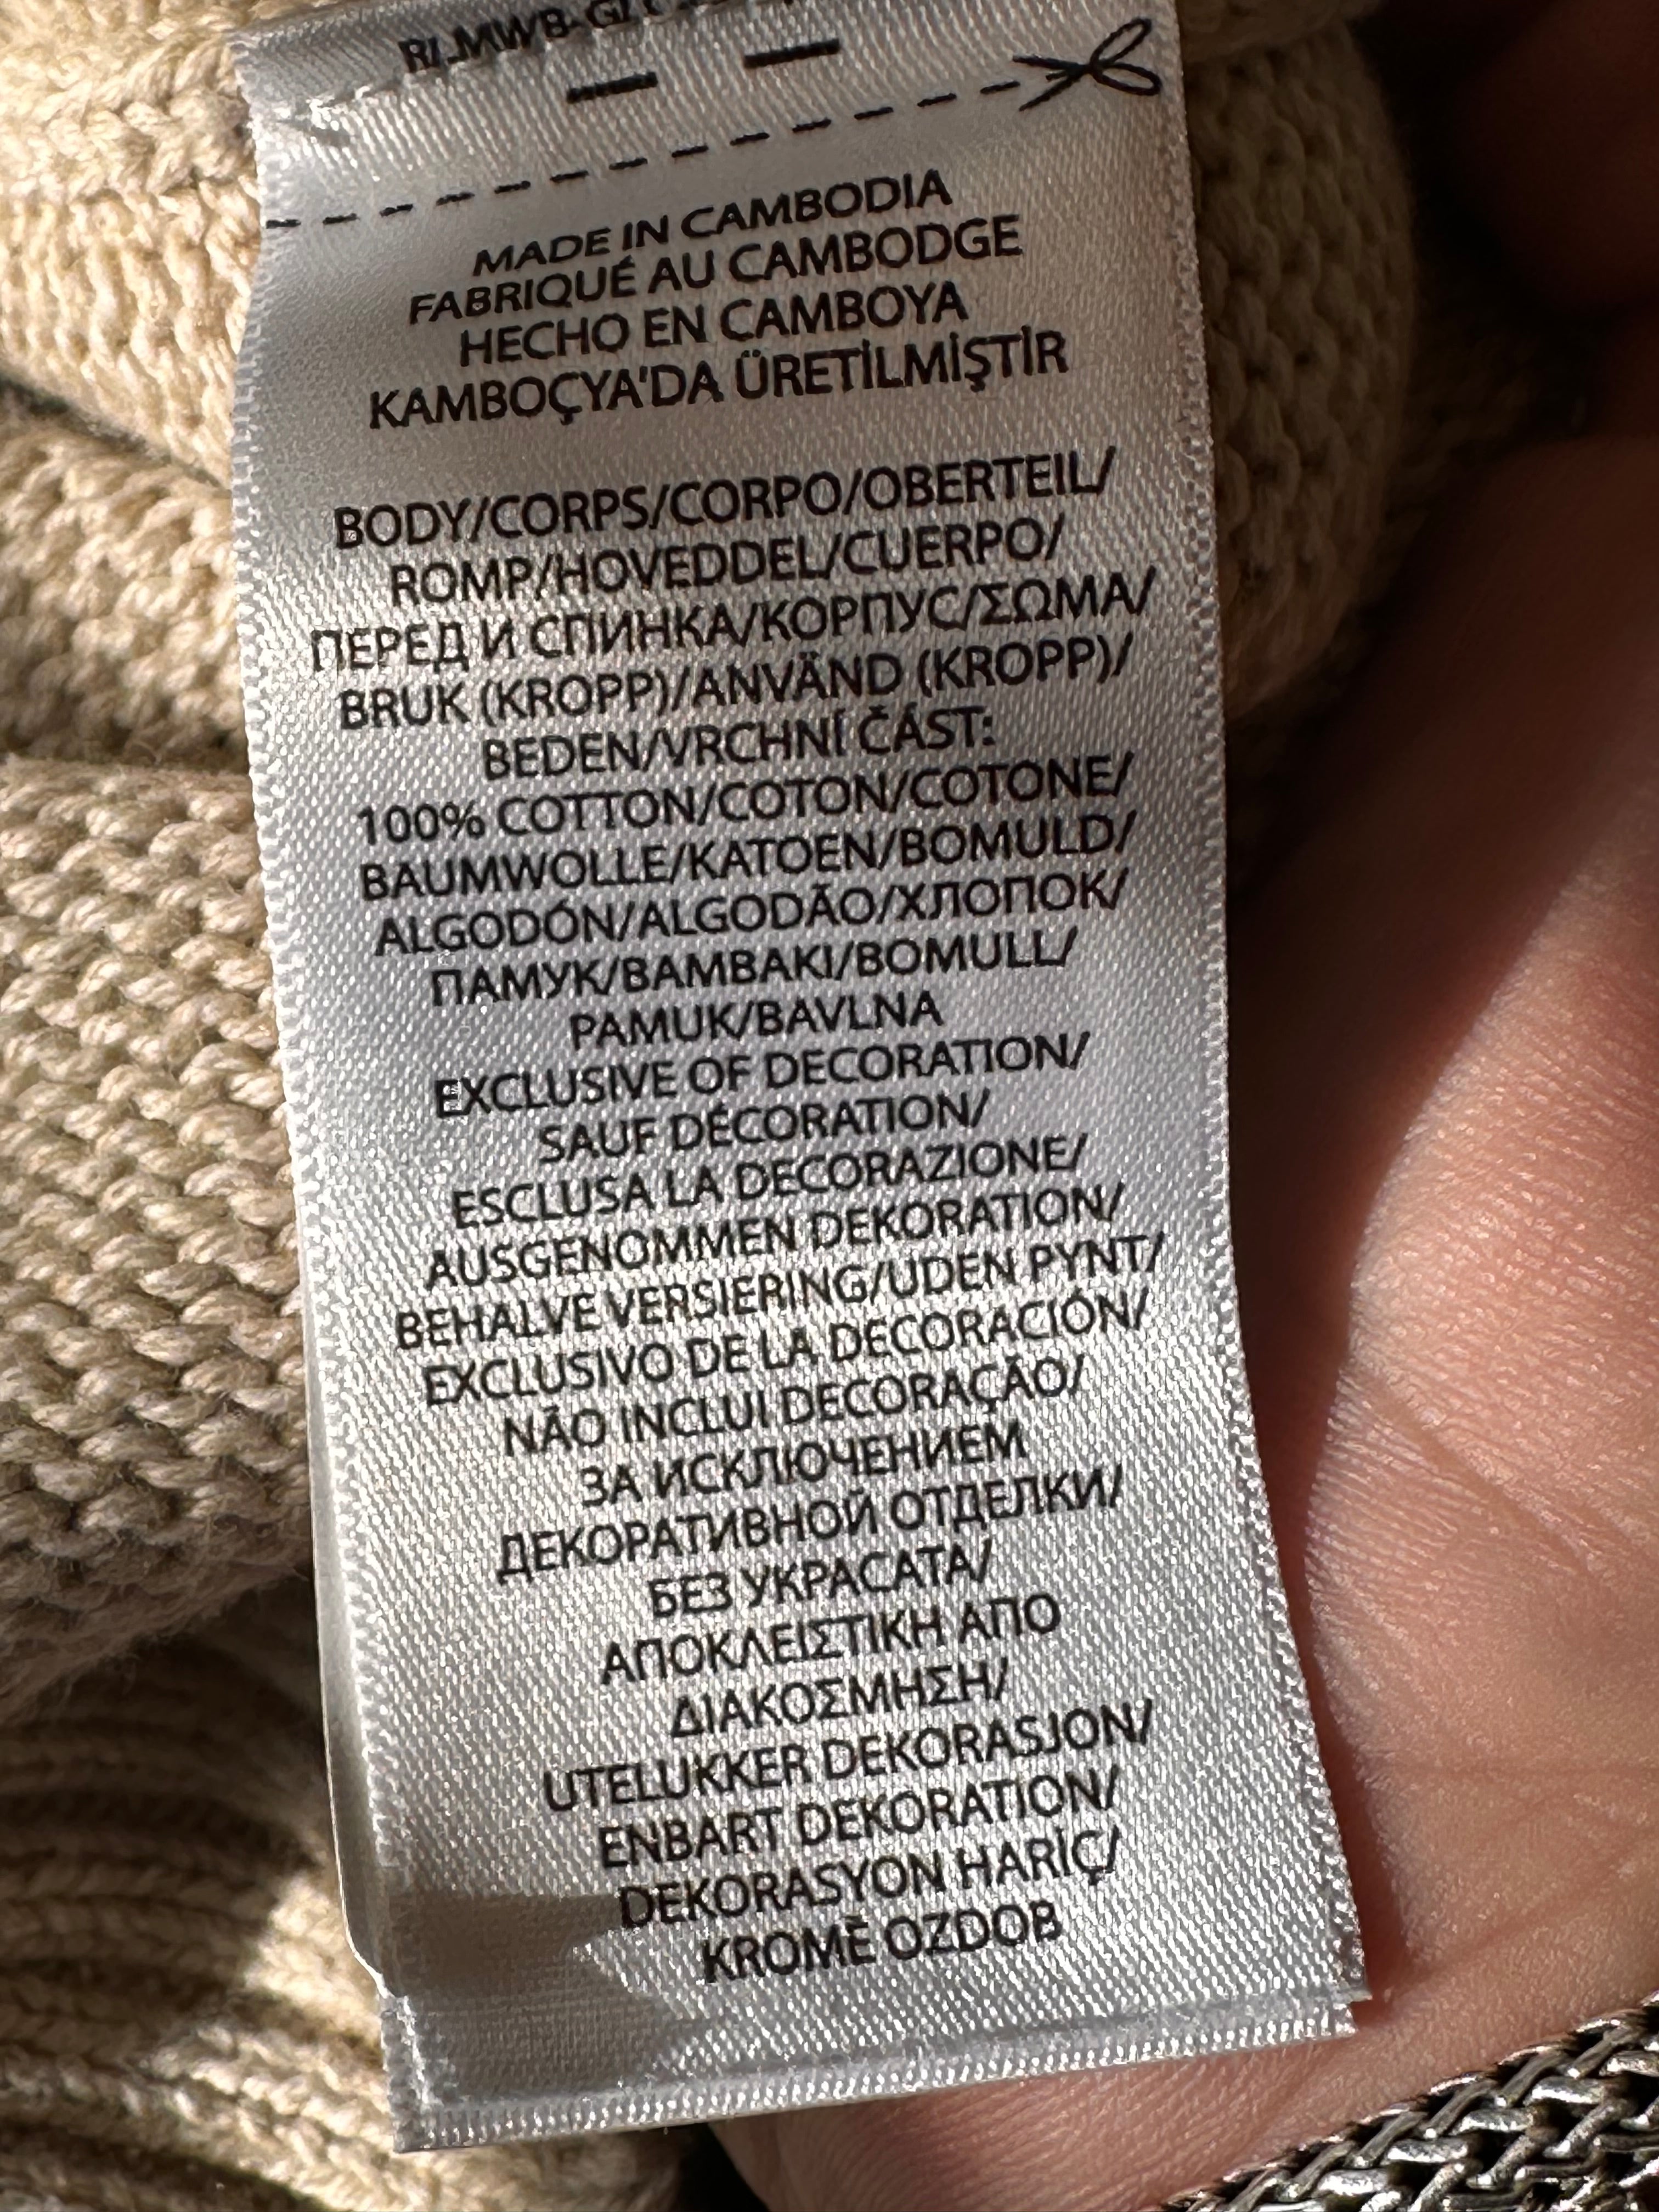 MADE IN CAMBODIA
FABRIQUÉ AU CAMBODGE
HECHO EN CAMBOYA
KAMBOÇYA'DA ÜRETİLMİŞTİR
BODY/CORPS/CORPO/OBERTEIL/
ROMP/HOVEDDEL/CUERPO/
ПЕРЕД И СПИНКА/КОРПУС/ΣΩΜΑ/
BRUK (KROPP)/ANVÄND (KROPP)/
BEDEN/VRCHNÍ ČÁST:
100% COTTON/COTON/COTONE/
BAUMWOLLE/KATOEN/BOMULD/
ALGODÓN/ALGODÃO/ХЛОПОК/
ПАМУК/ΒΑΜΒΑΚΙ/BOMULL/
PAMUK/BAVLNA
EXCLUSIVE OF DECORATION/
SAUF DÉCORATION/
ESCLUSA LA DECORAZIONE/
AUSGENOMMEN DEKORATION/
BEHALVE VERSIERING/UDEN PYNT/
EXCLUSIVO DE LA DECORACIÓN/
NÃO INCLUI DECORAÇÃO/
ЗА ИСКЛЮЧЕНИЕМ
ДЕКОРАТИВНОЙ ОТДЕЛКИ/
БЕЗ УКРАСАТА/
ΑΠΟΚΛΕΙΣΤΙΚΗ ΑΠΟ
ΔΙΑΚΟΣΜΗΣΗ/
UTELUKKER DEKORASJON/
ENBART DEKORATION/
DEKORASYON HARİÇ/
KROMĚ OZDOB